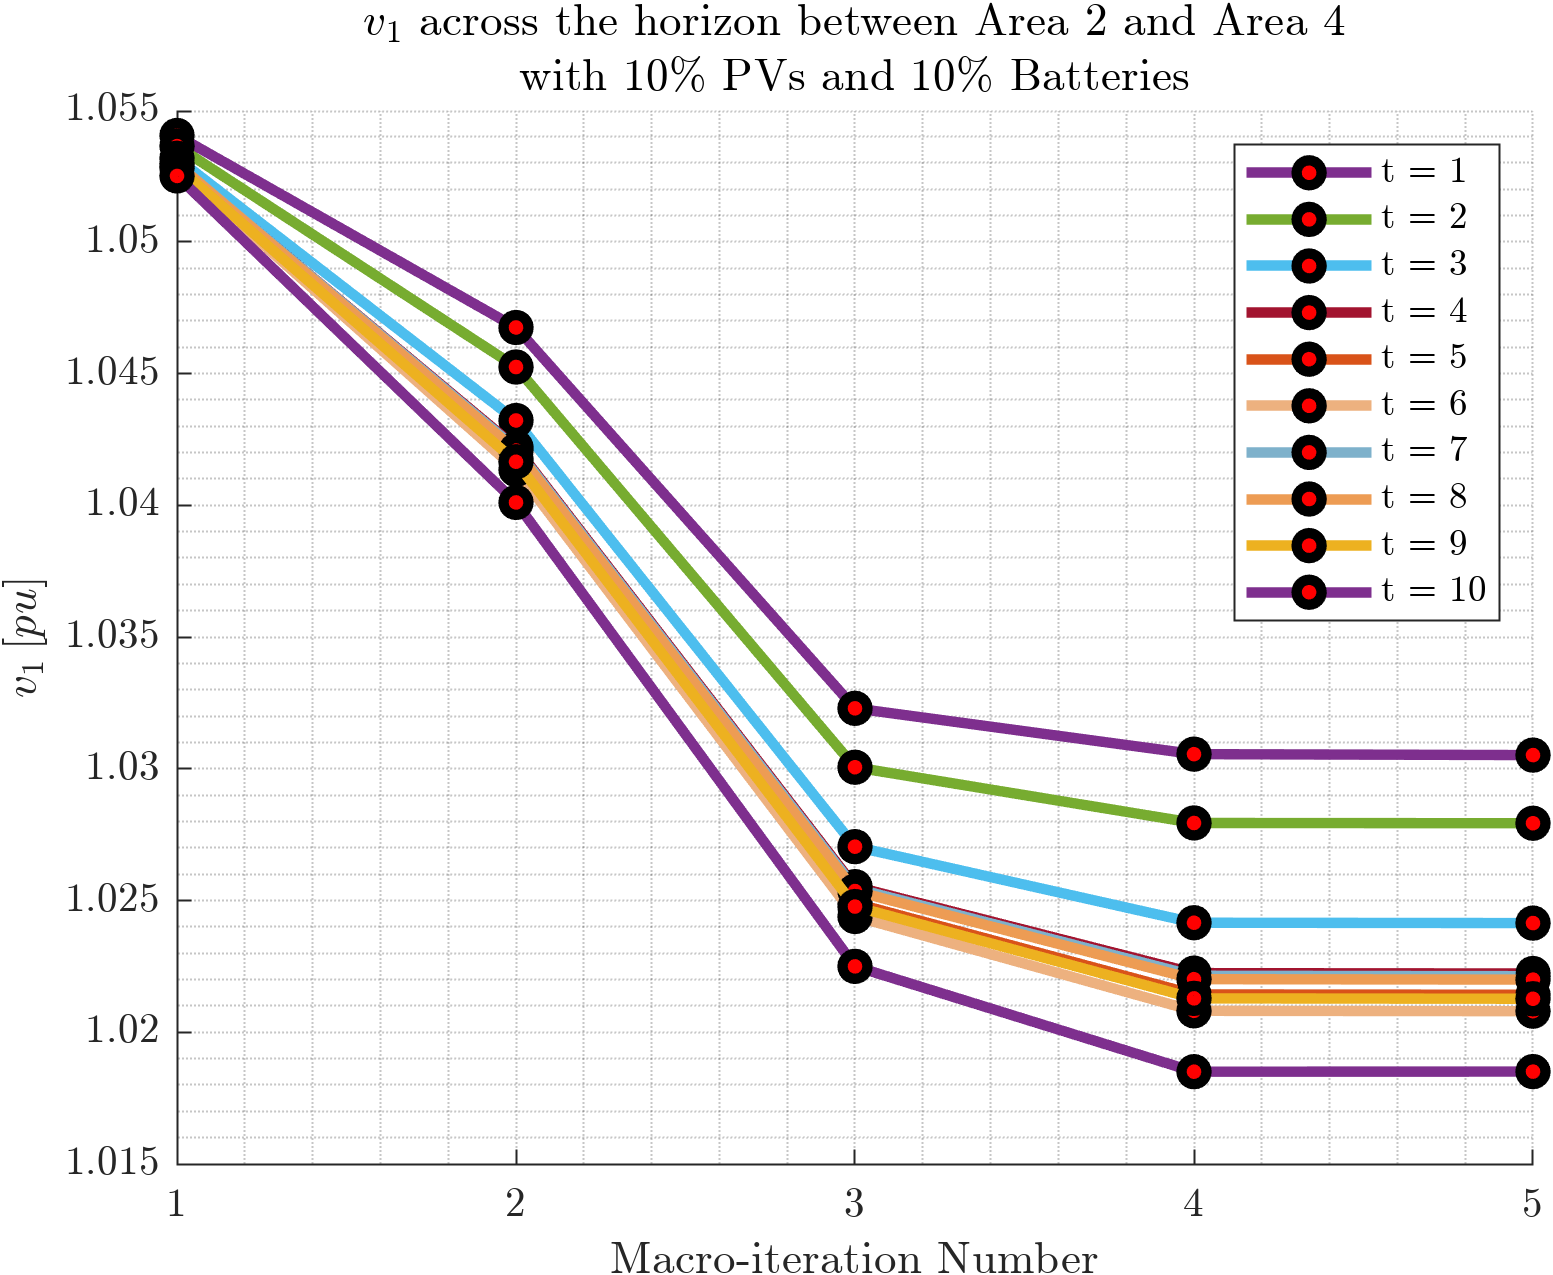 v₁ across the horizon between Area 2 and Area 4
with 10% PVs and 10% Batteries
1.055
1.05
1.045
1.04
1.035
1.03
1.025
1.02
1.015
v₁ [pu]
t = 1
t = 2
t = 3
t = 4
t = 5
t = 6
t = 7
t = 8
t = 9
t = 10
1 2 3 4 5
Macro-iteration Number